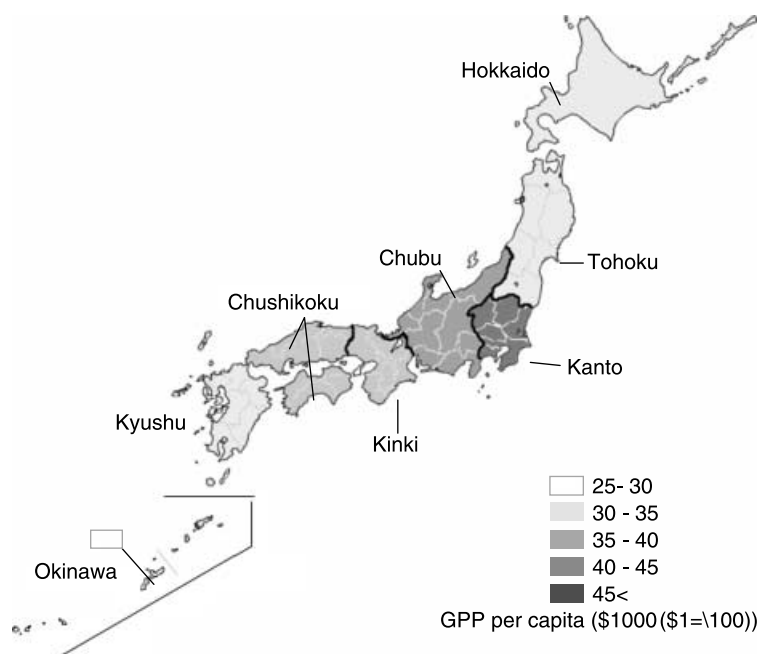 Hokkaido
Tohoku
Chubu
Chushikoku
Kanto
Kyushu
Kinki
Okinawa
25- 30
30 - 35
35 - 40
40 - 45
45<
GPP per capita ($1000 ($1=\100))